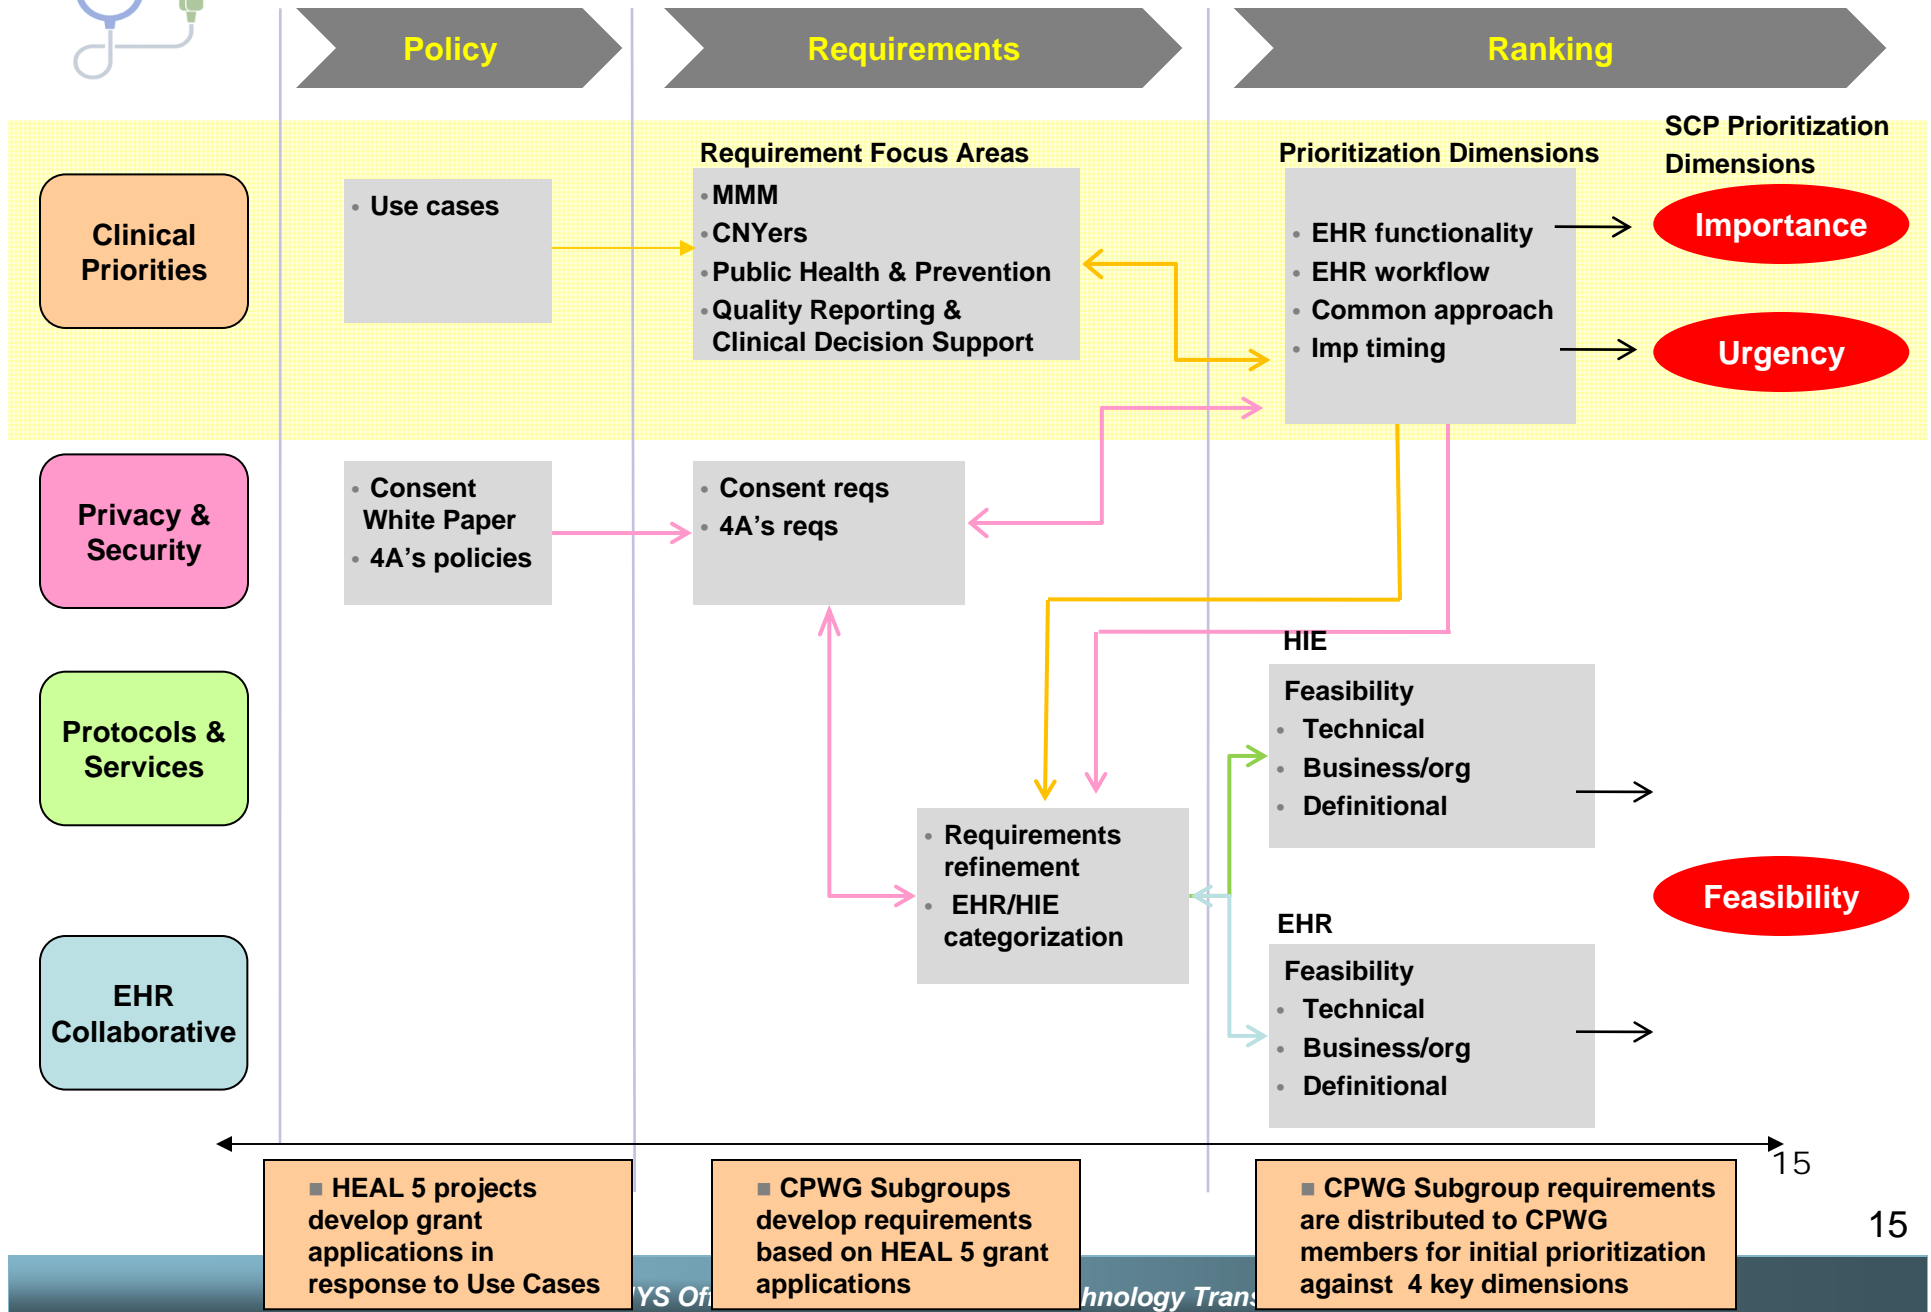 Policy
Requirements
Ranking
SCP Prioritization
Dimensions
Requirement Focus Areas
Prioritization Dimensions
Clinical
Priorities
• Use cases
• MMM
• CNYers
• Public Health & Prevention
• Quality Reporting &
Clinical Decision Support
• EHR functionality
• EHR workflow
• Common approach
• Imp timing
Importance
Urgency
Privacy &
Security
• Consent
White Paper
• 4A’s policies
• Consent reqs
• 4A’s reqs
Protocols &
Services
HIE
Feasibility
• Technical
• Business/org
• Definitional
• Requirements
refinement
• EHR/HIE
categorization
Feasibility
EHR
Collaborative
EHR
Feasibility
• Technical
• Business/org
• Definitional
15
■ HEAL 5 projects
develop grant
applications in
response to Use Cases
■ CPWG Subgroups
develop requirements
based on HEAL 5 grant
applications
■ CPWG Subgroup requirements
are distributed to CPWG
members for initial prioritization
against 4 key dimensions
15